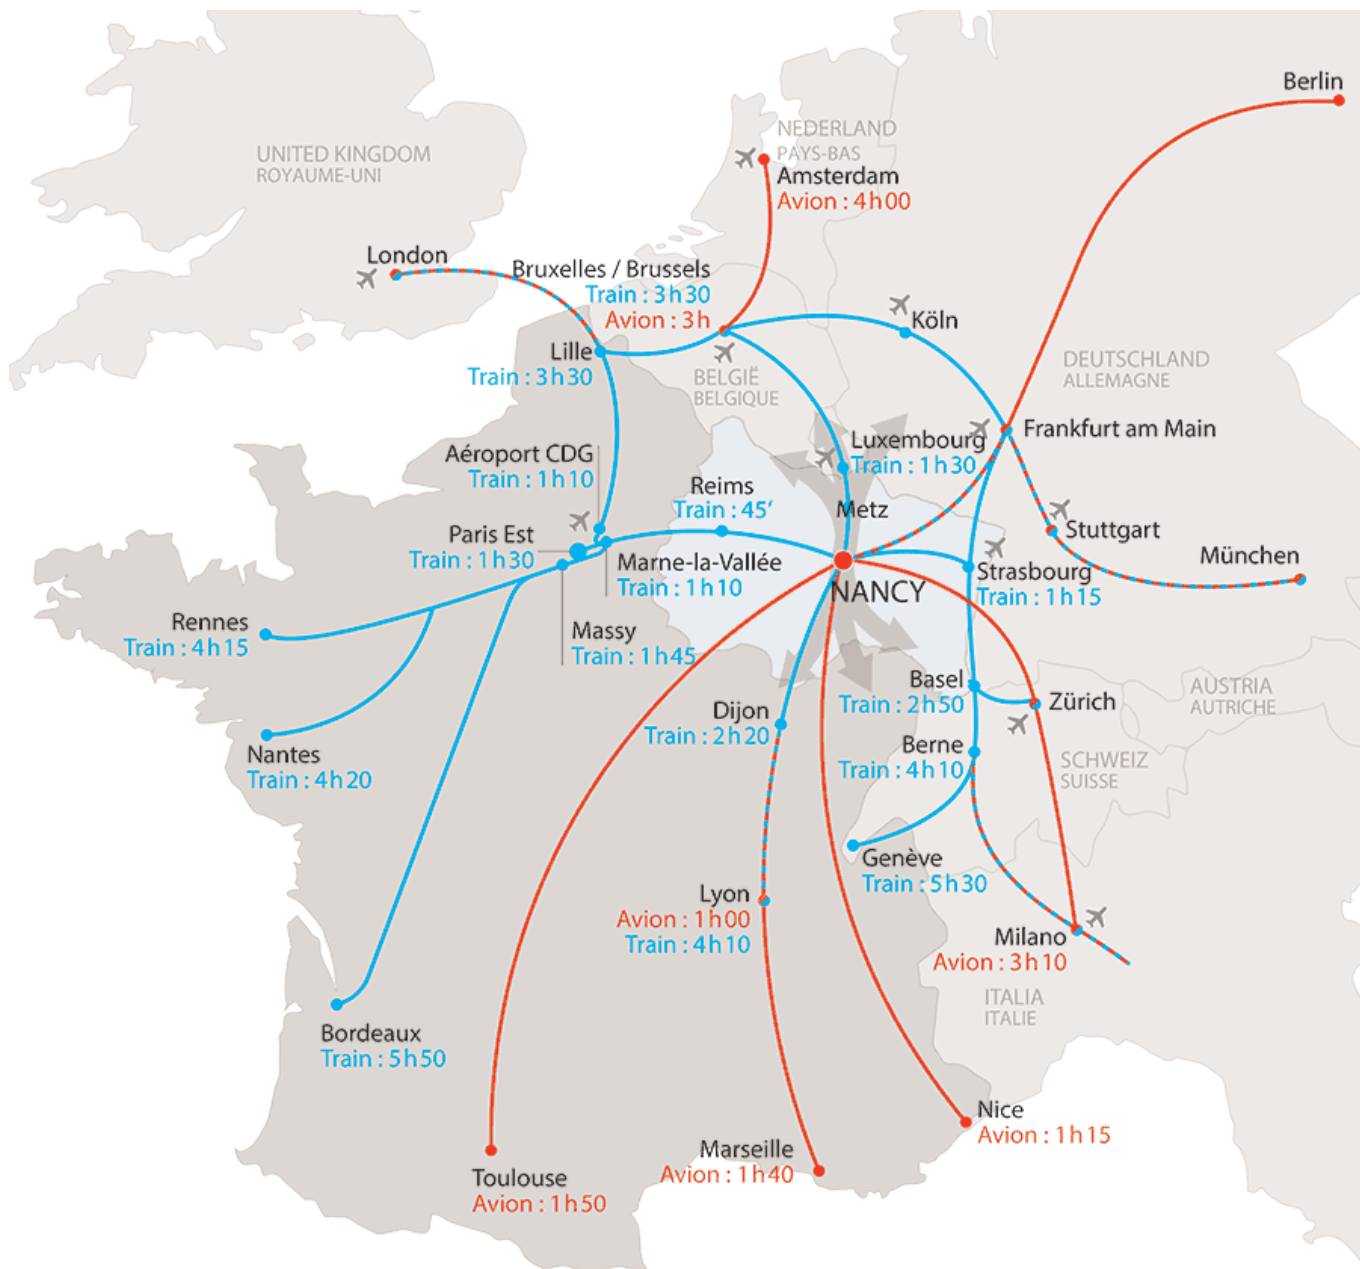 Berlin
NEDERLAND
PAYS-BAS
Amsterdam
Avion : 4h00
UNITED KINGDOM
ROYAUME-UNI
London
Bruxelles / Brussels
Train : 3h30
Avion : 3h
Köln
Lille
Train : 3h30
BELGIË
BELGIQUE
DEUTSCHLAND
ALLEMAGNE
Frankfurt am Main
Luxembourg
Train : 1h30
Aéroport CDG
Train : 1h10
Reims
Train : 45’
Metz
Paris Est
Train : 1h30
Marne-la-Vallée
Train : 1h10
NANCY
Strasbourg
Train : 1h15
Stuttgart
München
Rennes
Train : 4h15
Massy
Train : 1h45
Nantes
Train : 4h20
Dijon
Train : 2h20
Basel
Train : 2h50
Zürich
AUSTRIA
AUTRICHE
Berne
Train : 4h10
SCHWEIZ
SUISSE
Genève
Train : 5h30
Lyon
Avion : 1h00
Train : 4h10
Milano
Avion : 3h10
ITALIA
ITALIE
Bordeaux
Train : 5h50
Nice
Avion : 1h15
Marseille
Avion : 1h40
Toulouse
Avion : 1h50